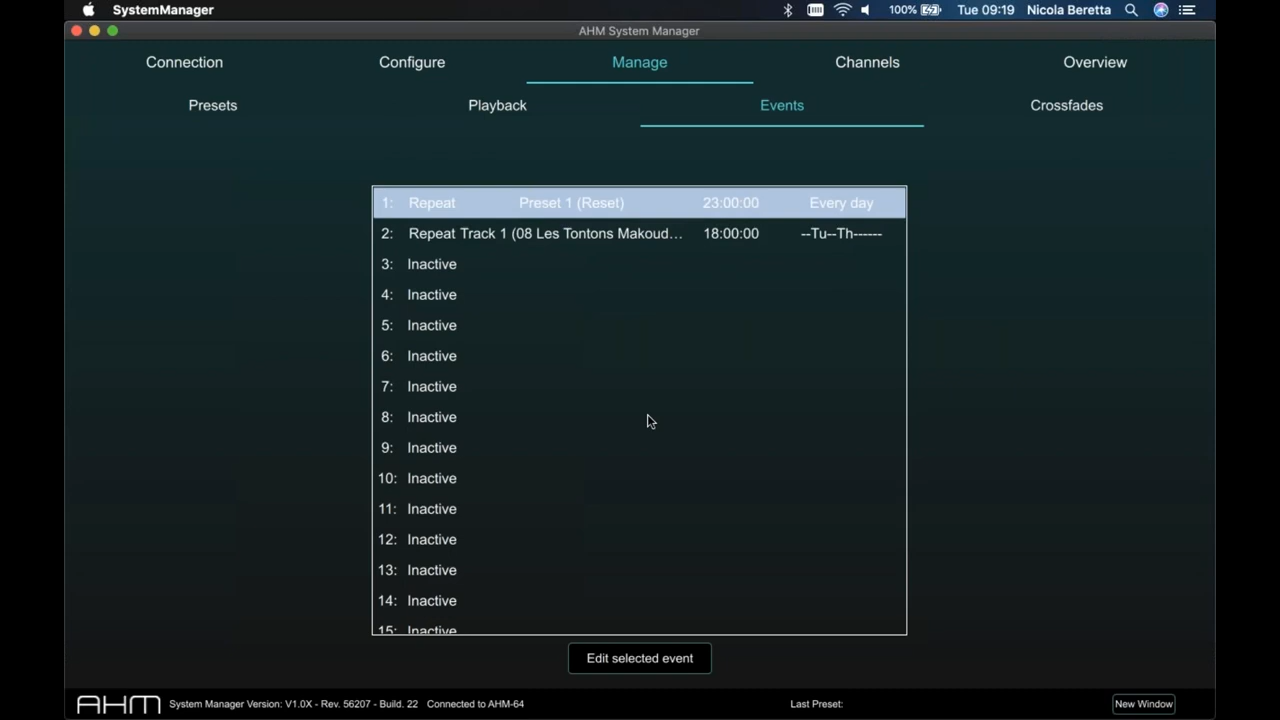 SystemManager 100% Tue 09:19 Nicola Beretta
AHM System Manager
Connection Configure Manage Channels Overview
Presets Playback Events Crossfades
1: Repeat Preset 1 (Reset) 23:00:00 Every day
2: Repeat Track 1 (08 Les Tontons Makoud... 18:00:00 --Tu--Th------
3: Inactive
4: Inactive
5: Inactive
6: Inactive
7: Inactive
8: Inactive
9: Inactive
10: Inactive
11: Inactive
12: Inactive
13: Inactive
14: Inactive
15: Inactive
Edit selected event
AHM System Manager Version: V1.0X - Rev. 56207 - Build. 22 Connected to AHM-64 Last Preset: New Window